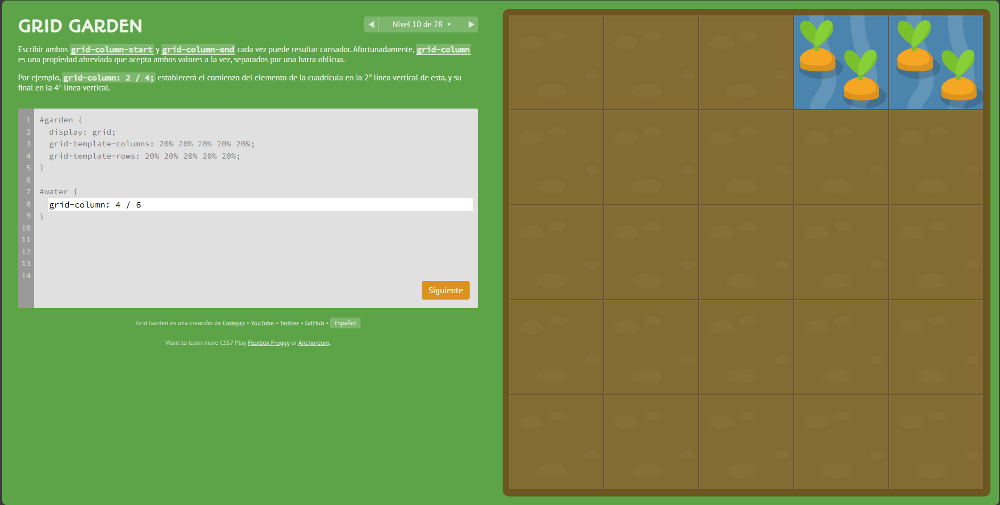 GRID GARDEN
Nivel 10 de 28
Escribir ambos grid-column-start y grid-column-end cada vez puede resultar cansador. Afortunadamente, grid-column
es una propiedad abreviada que acepta ambos valores a la vez, separados por una barra oblicua.
Por ejemplo, grid-column: 2 / 4; establecerá el comienzo del elemento de la cuadrícula en la 2ª línea vertical de esta, y su
final en la 4ª línea vertical.
1 #garden {
2 display: grid;
3 grid-template-columns: 20% 20% 20% 20% 20%;
4 grid-template-rows: 20% 20% 20% 20% 20%;
5 }
6
7 #water {
8 grid-column: 4 / 6
9 }
10
11
12
13
14
Siguiente
Grid Garden es una creación de Codepip • YouTube • Twitter • GitHub • Español
Want to learn more CSS? Play Flexbox Froggy or Anchoreum.